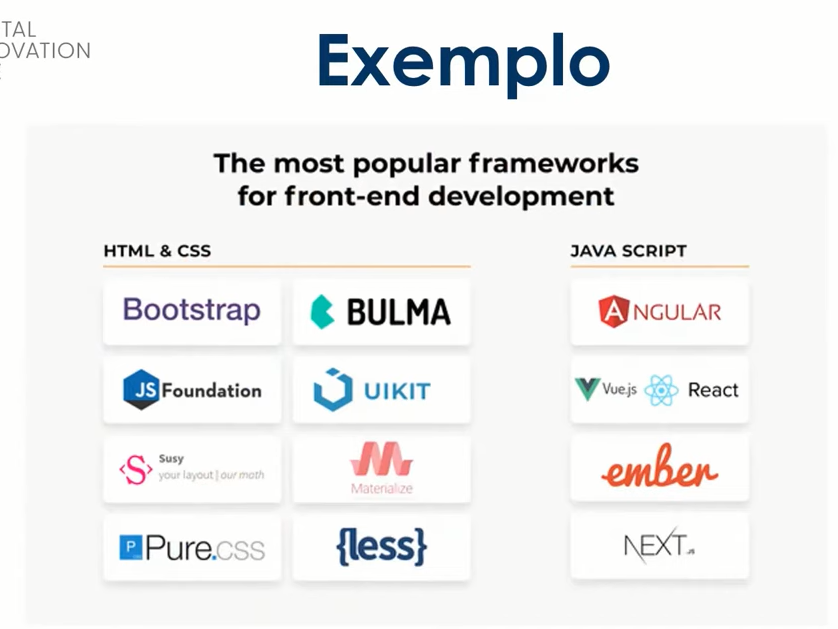 TAL
OVATION
Exemplo
The most popular frameworks
for front-end development
HTML & CSS
JAVA SCRIPT
Bootstrap
BULMA
ANGULAR
JS Foundation
UIKIT
Vue.js
React
S
Susy
your layout | our math
Materialize
ember
P
Pure.css
{less}
NEXT.JS